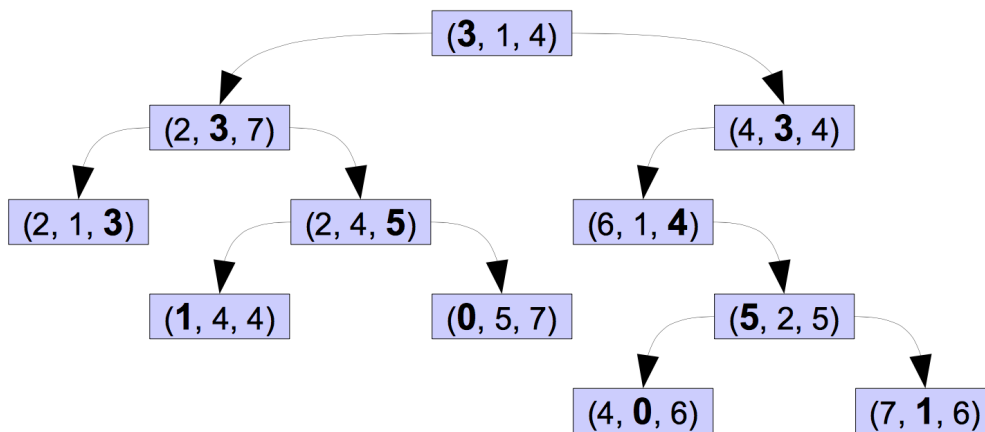 (3, 1, 4)
(2, 3, 7)
(4, 3, 4)
(2, 1, 3)
(2, 4, 5)
(6, 1, 4)
(1, 4, 4)
(0, 5, 7)
(5, 2, 5)
(4, 0, 6)
(7, 1, 6)